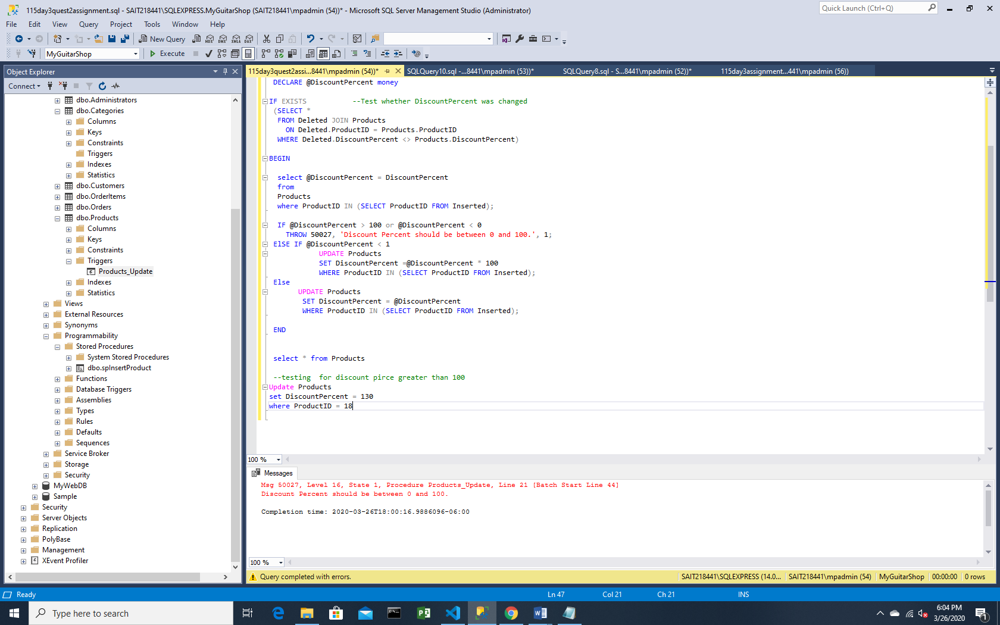 115day3quest2assignment.sql - SAIT218441\SQLEXPRESS.MyGuitarShop (SAIT218441\mpadmin (54))* - Microsoft SQL Server Management Studio (Administrator)
Quick Launch (Ctrl+Q)
File Edit View Query Project Tools Window Help
New Query MDX DMX XMLA DAX
MyGuitarShop Execute
Object Explorer
Connect
dbo.Administrators
dbo.Categories
Columns
Keys
Constraints
Triggers
Indexes
Statistics
dbo.Customers
dbo.OrderItems
dbo.Orders
dbo.Products
Columns
Keys
Constraints
Triggers
Products_Update
Indexes
Statistics
Views
External Resources
Synonyms
Programmability
Stored Procedures
System Stored Procedures
dbo.spInsertProduct
Functions
Database Triggers
Assemblies
Types
Rules
Defaults
Sequences
Service Broker
Storage
Security
MyWebDB
Sample
Security
Server Objects
Replication
PolyBase
Management
XEvent Profiler
115day3quest2assi...8441\mpadmin (54))* SQLQuery10.sql -...8441\mpadmin (53))* SQLQuery8.sql - S...8441\mpadmin (52))* 115day3assignment...441\mpadmin (56))
DECLARE @DiscountPercent money
IF EXISTS --Test whether DiscountPercent was changed
(SELECT *
FROM Deleted JOIN Products
ON Deleted.ProductID = Products.ProductID
WHERE Deleted.DiscountPercent <> Products.DiscountPercent)
BEGIN
select @DiscountPercent = DiscountPercent
from
Products
where ProductID IN (SELECT ProductID FROM Inserted);
IF @DiscountPercent > 100 or @DiscountPercent < 0
THROW 50027, 'Discount Percent should be between 0 and 100.', 1;
ElSE IF @DiscountPercent < 1
UPDATE Products
SET DiscountPercent =@DiscountPercent * 100
WHERE ProductID IN (SELECT ProductID FROM Inserted);
Else
UPDATE Products
SET DiscountPercent = @DiscountPercent
WHERE ProductID IN (SELECT ProductID FROM Inserted);
END
select * from Products
--testing for discount pirce greater than 100
Update Products
set DiscountPercent = 130
where ProductID = 18
100 %
Messages
Msg 50027, Level 16, State 1, Procedure Products_Update, Line 21 [Batch Start Line 44]
Discount Percent should be between 0 and 100.
Completion time: 2020-03-26T18:00:16.9886096-06:00
100 %
Query completed with errors. SAIT218441\SQLEXPRESS (14.0... SAIT218441\mpadmin (54) MyGuitarShop 00:00:00 0 rows
Ready Ln 47 Col 21 Ch 21 INS
Type here to search
6:04 PM
3/26/2020
1